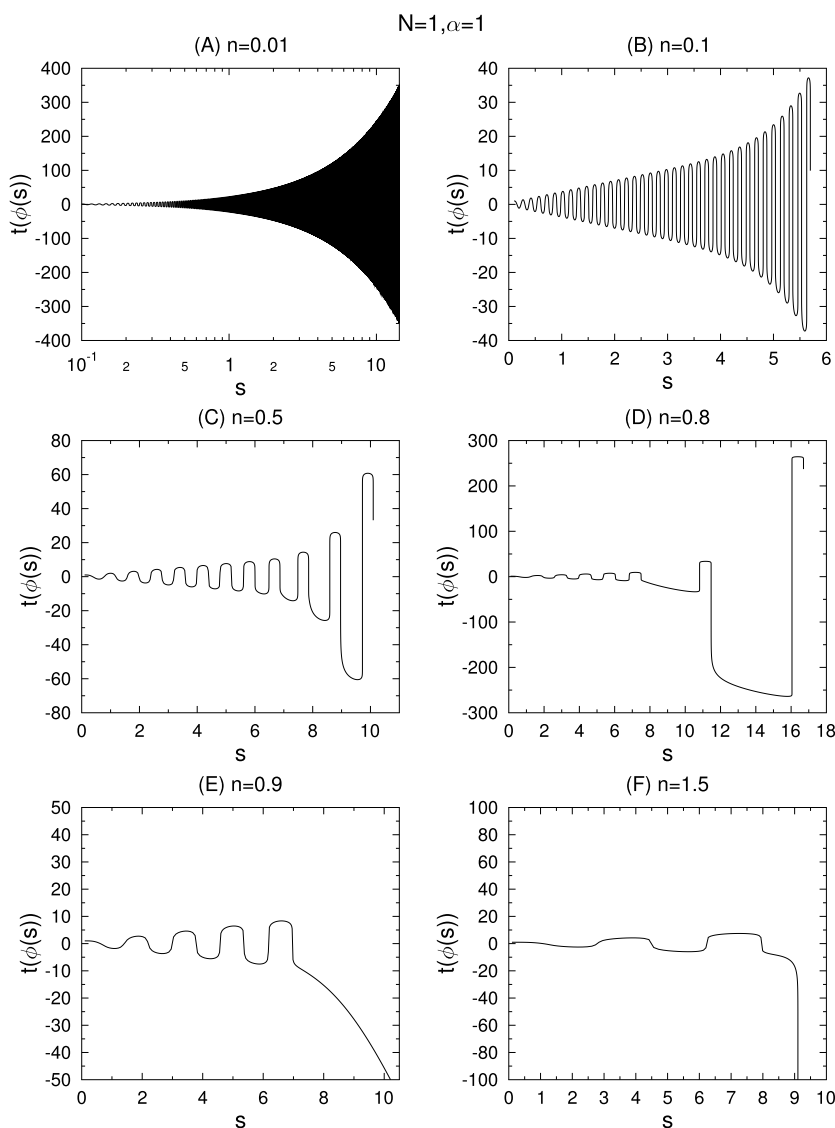 N=1,α=1
(A) n=0.01
t(ϕ(s))
400
300
200
100
0
-100
-200
-300
-400
10⁻¹ 2 5 1 2 5 10
s
(B) n=0.1
t(ϕ(s))
40
30
20
10
0
-10
-20
-30
-40
0 1 2 3 4 5 6
s
(C) n=0.5
t(ϕ(s))
80
60
40
20
0
-20
-40
-60
-80
0 2 4 6 8 10
s
(D) n=0.8
t(ϕ(s))
300
200
100
0
-100
-200
-300
0 2 4 6 8 10 12 14 16 18
s
(E) n=0.9
t(ϕ(s))
50
40
30
20
10
0
-10
-20
-30
-40
-50
0 2 4 6 8 10
s
(F) n=1.5
t(ϕ(s))
100
80
60
40
20
0
-20
-40
-60
-80
-100
0 1 2 3 4 5 6 7 8 9 10
s